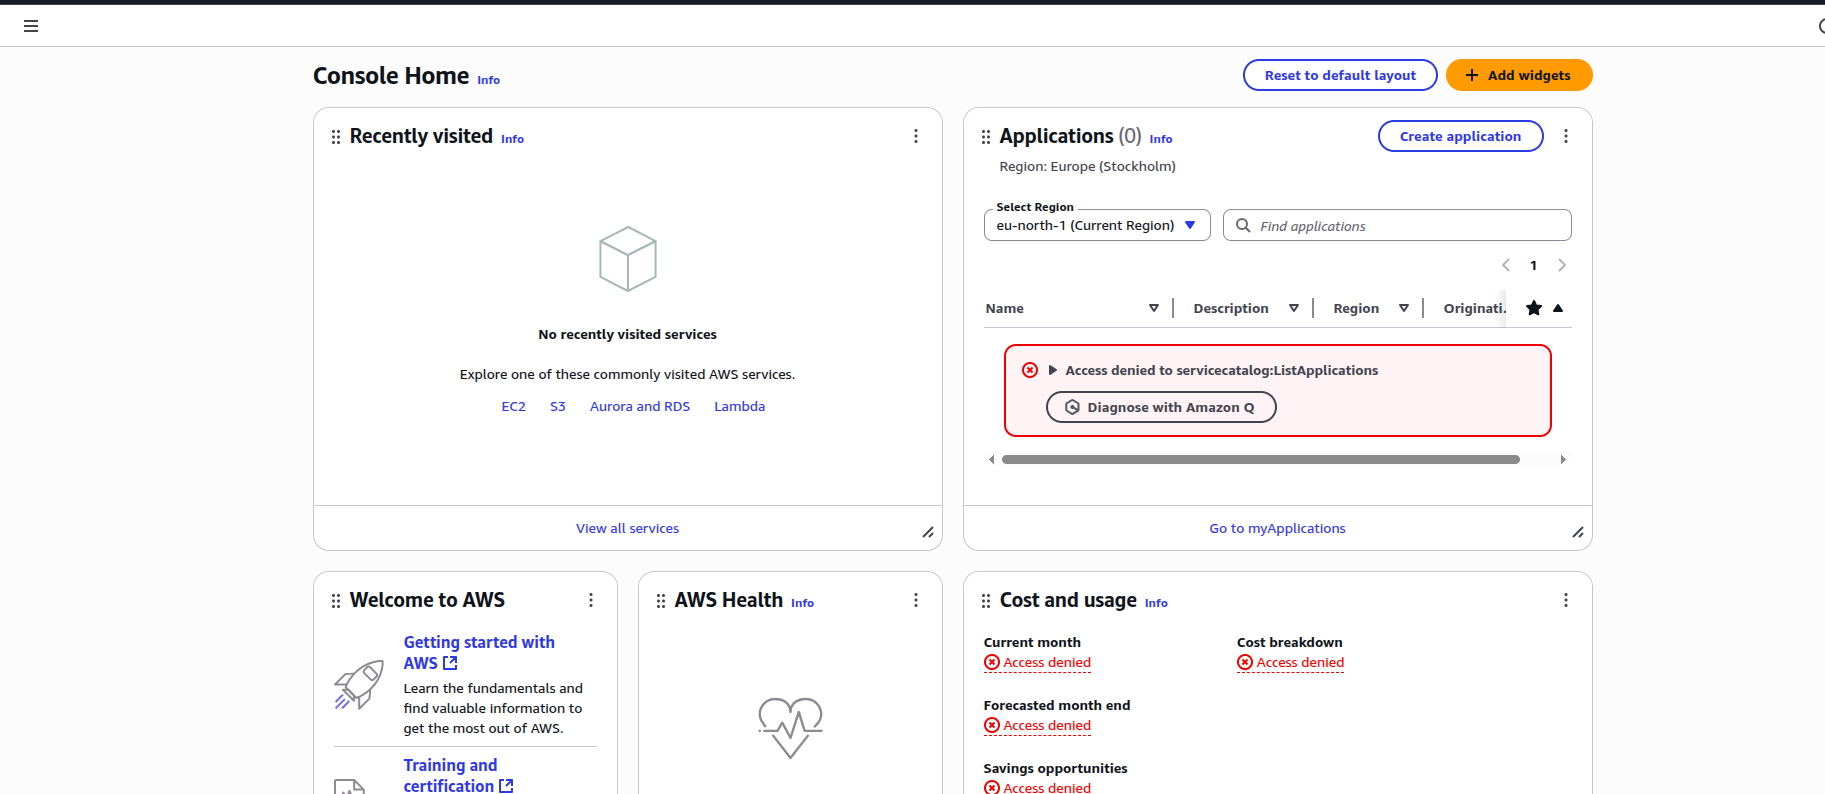 Console Home Info
Reset to default layout
Add widgets
Recently visited Info
No recently visited services
Explore one of these commonly visited AWS services.
EC2 S3 Aurora and RDS Lambda
View all services
Applications (0) Info
Create application
Region: Europe (Stockholm)
Select Region
eu-north-1 (Current Region)
Find applications
1
Name Description Region Originati.
Access denied to servicecatalog:ListApplications
Diagnose with Amazon Q
Go to myApplications
Welcome to AWS
Getting started with
AWS
Learn the fundamentals and
find valuable information to
get the most out of AWS.
Training and
certification
AWS Health Info
Cost and usage Info
Current month
Access denied
Cost breakdown
Access denied
Forecasted month end
Access denied
Savings opportunities
Access denied